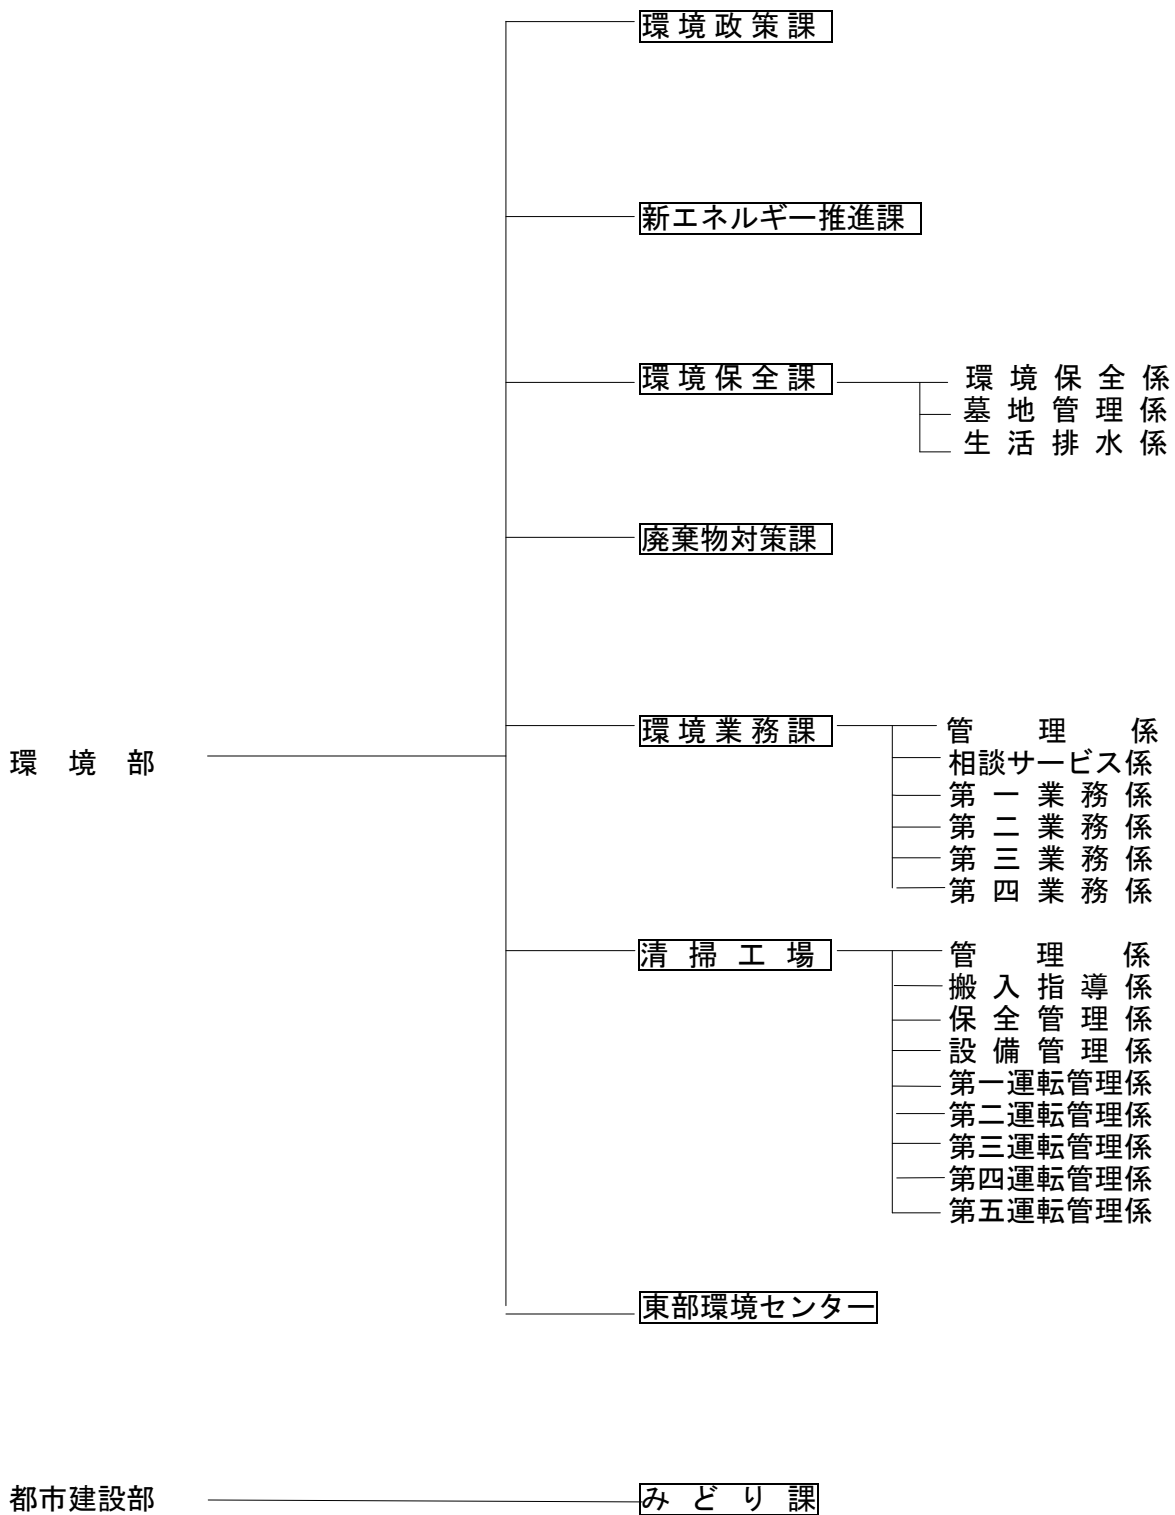 環境政策課
新エネルギー推進課
環境保全課
環境保全係
墓地管理係
生活排水係
廃棄物対策課
環境部
環境業務課
管理係
相談サービス係
第一業務係
第二業務係
第三業務係
第四業務係
清掃工場
管理係
搬入指導係
保全管理係
設備管理係
第一運転管理係
第二運転管理係
第三運転管理係
第四運転管理係
第五運転管理係
東部環境センター
都市建設部
みどり課